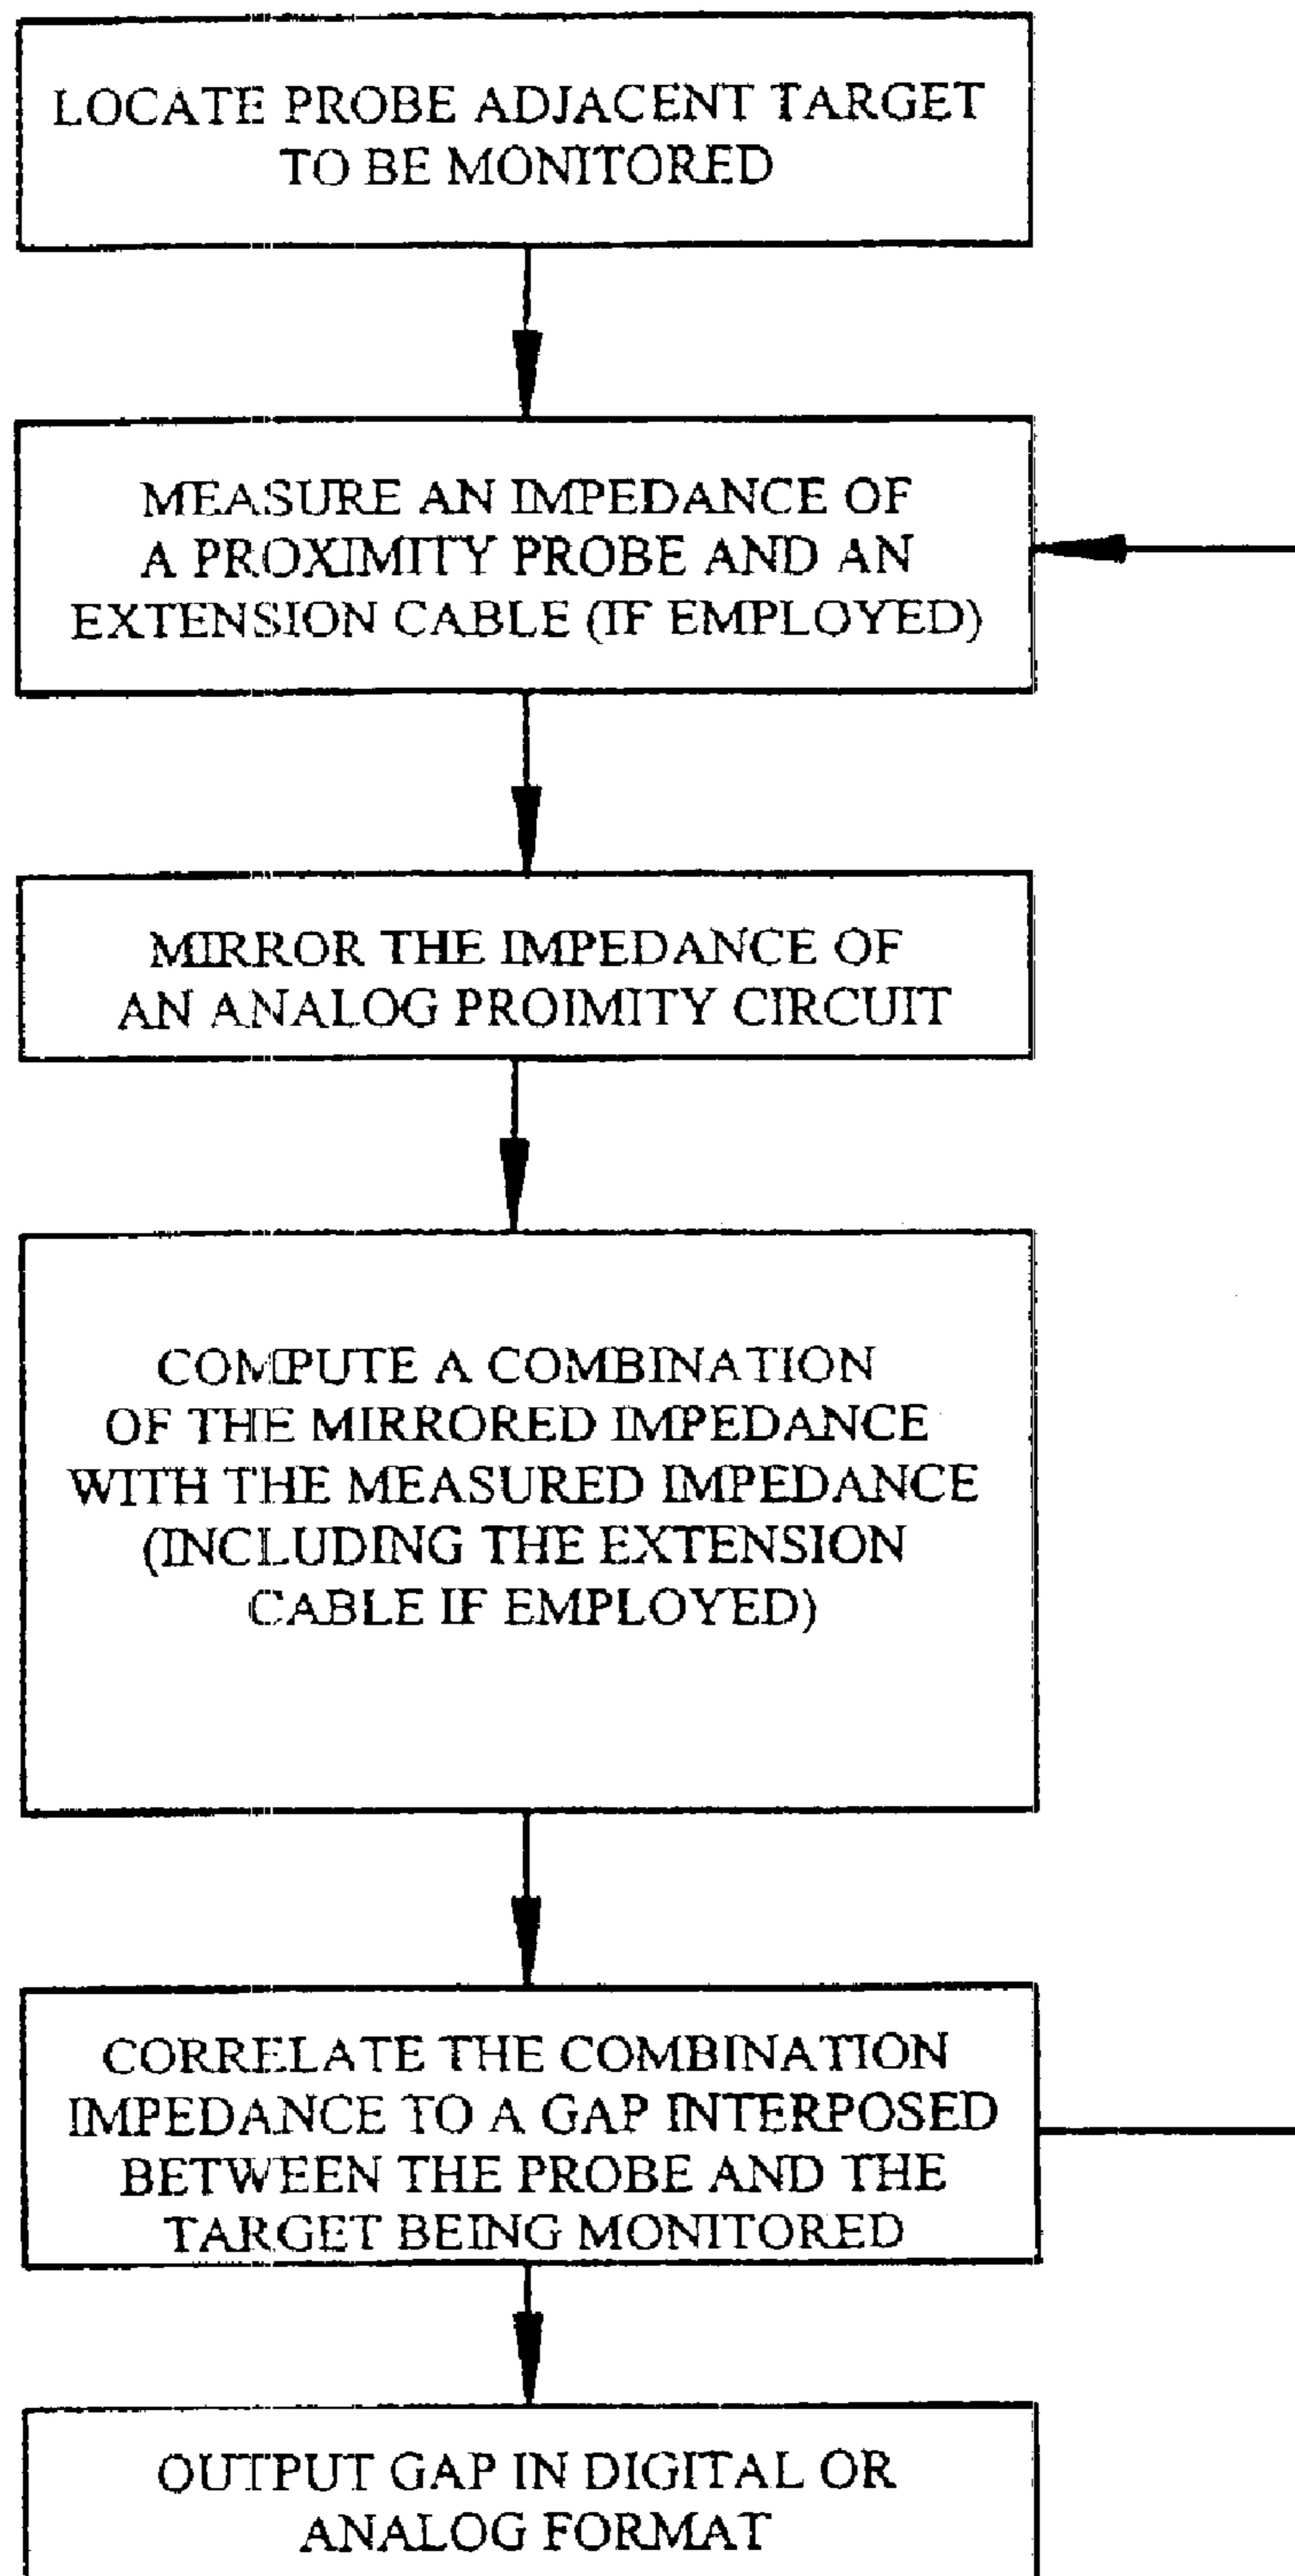 LOCATE PROBE ADJACENT TARGET
TO BE MONITORED
MEASURE AN IMPEDANCE OF
A PROXIMITY PROBE AND AN
EXTENSION CABLE (IF EMPLOYED)
MIRROR THE IMPEDANCE OF
AN ANALOG PROIMITY CIRCUIT
COMPUTE A COMBINATION
OF THE MIRRORED IMPEDANCE
WITH THE MEASURED IMPEDANCE
(INCLUDING THE EXTENSION
CABLE IF EMPLOYED)
CORRELATE THE COMBINATION
IMPEDANCE TO A GAP INTERPOSED
BETWEEN THE PROBE AND THE
TARGET BEING MONITORED
OUTPUT GAP IN DIGITAL OR
ANALOG FORMAT